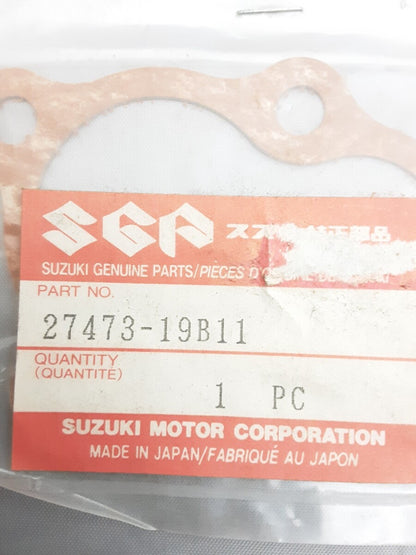 SGP
SUZUKI GENUINE PARTS/PIECES
PART NO.
27473-19B11
QUANTITY
(QUANTITÉ)
1 PC
SUZUKI MOTOR CORPORATION
MADE IN JAPAN/FABRIQUÉ AU JAPON